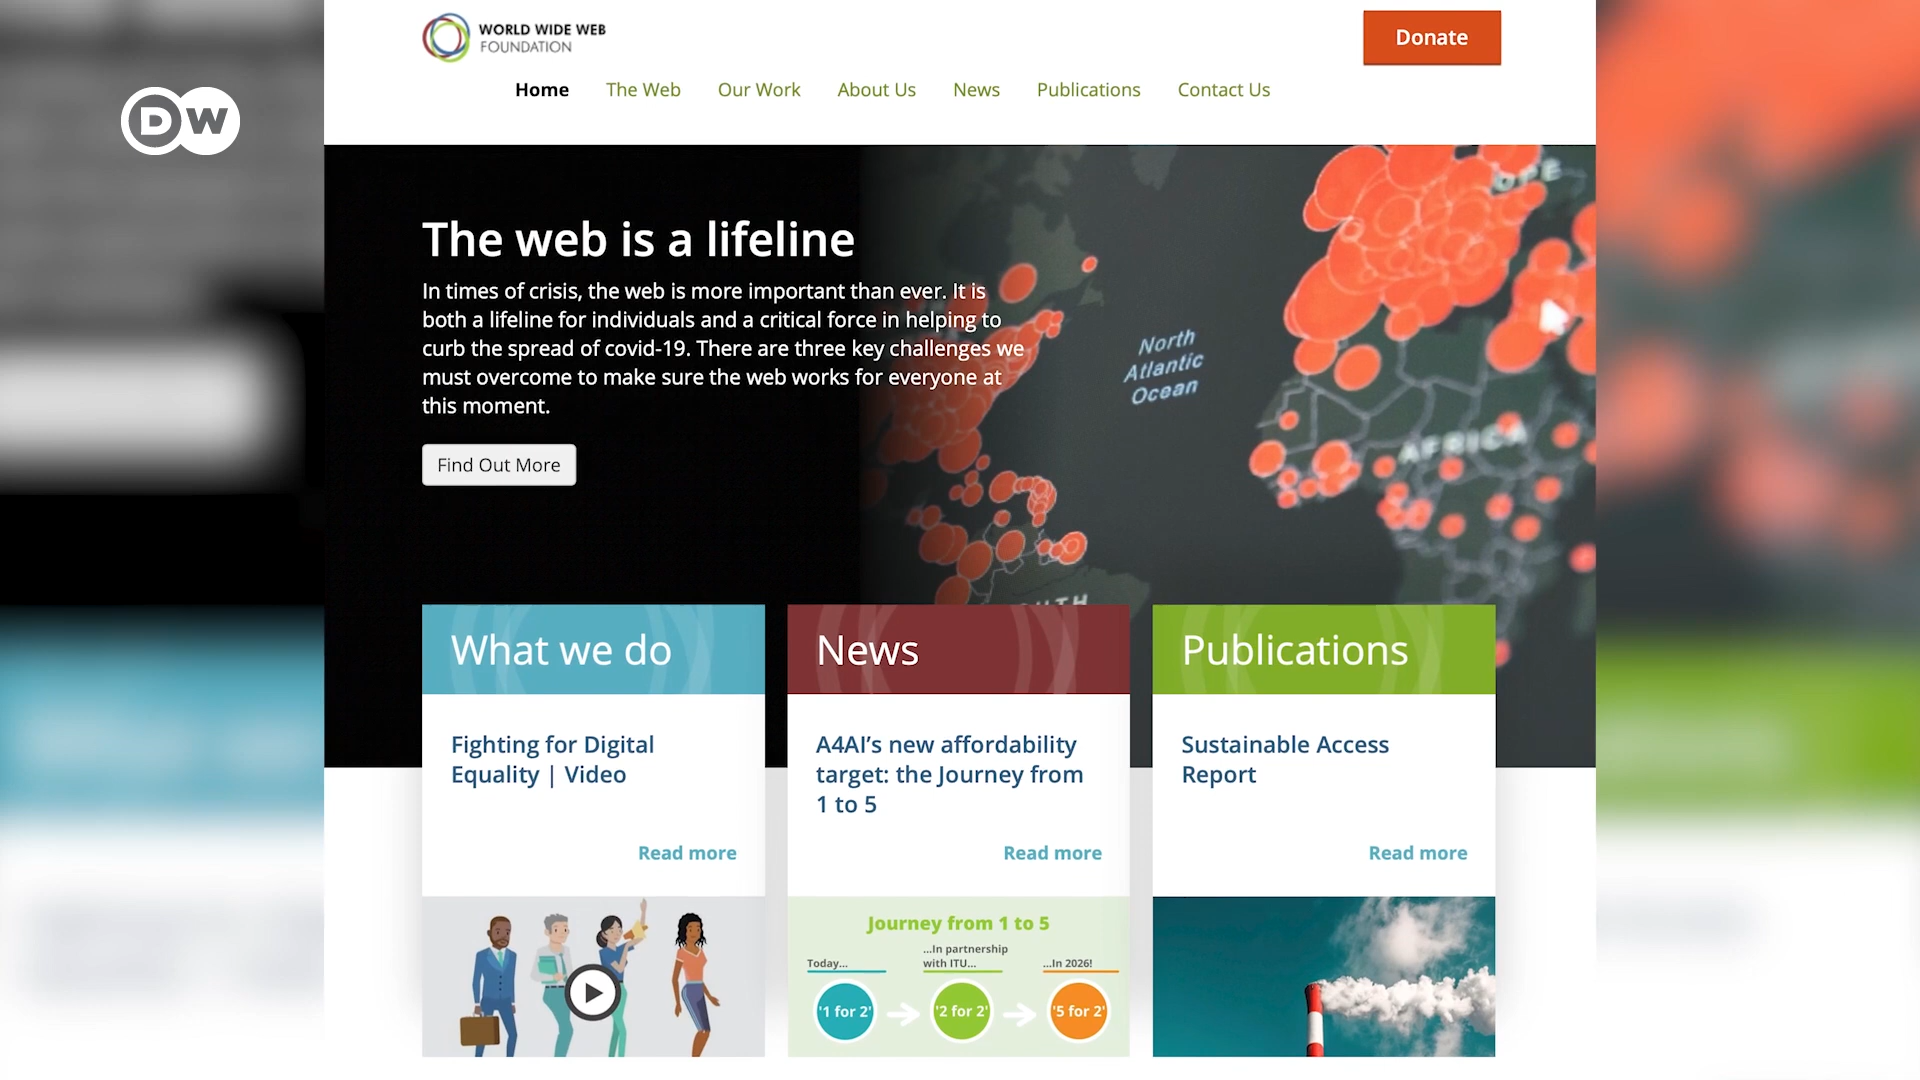 DW
WORLD WIDE WEB
FOUNDATION
Donate
Home The Web Our Work About Us News Publications Contact Us
The web is a lifeline
In times of crisis, the web is more important than ever. It is
both a lifeline for individuals and a critical force in helping to
curb the spread of covid-19. There are three key challenges we
must overcome to make sure the web works for everyone at
this moment.
Find Out More
North
Atlantic
Ocean
AFRICA
What we do
Fighting for Digital
Equality | Video
Read more
News
A4AI's new affordability
target: the Journey from
1 to 5
Read more
Journey from 1 to 5
Today...
...In partnership
with ITU...
...In 2026!
'1 for 2'
'2 for 2'
'5 for 2'
Publications
Sustainable Access
Report
Read more